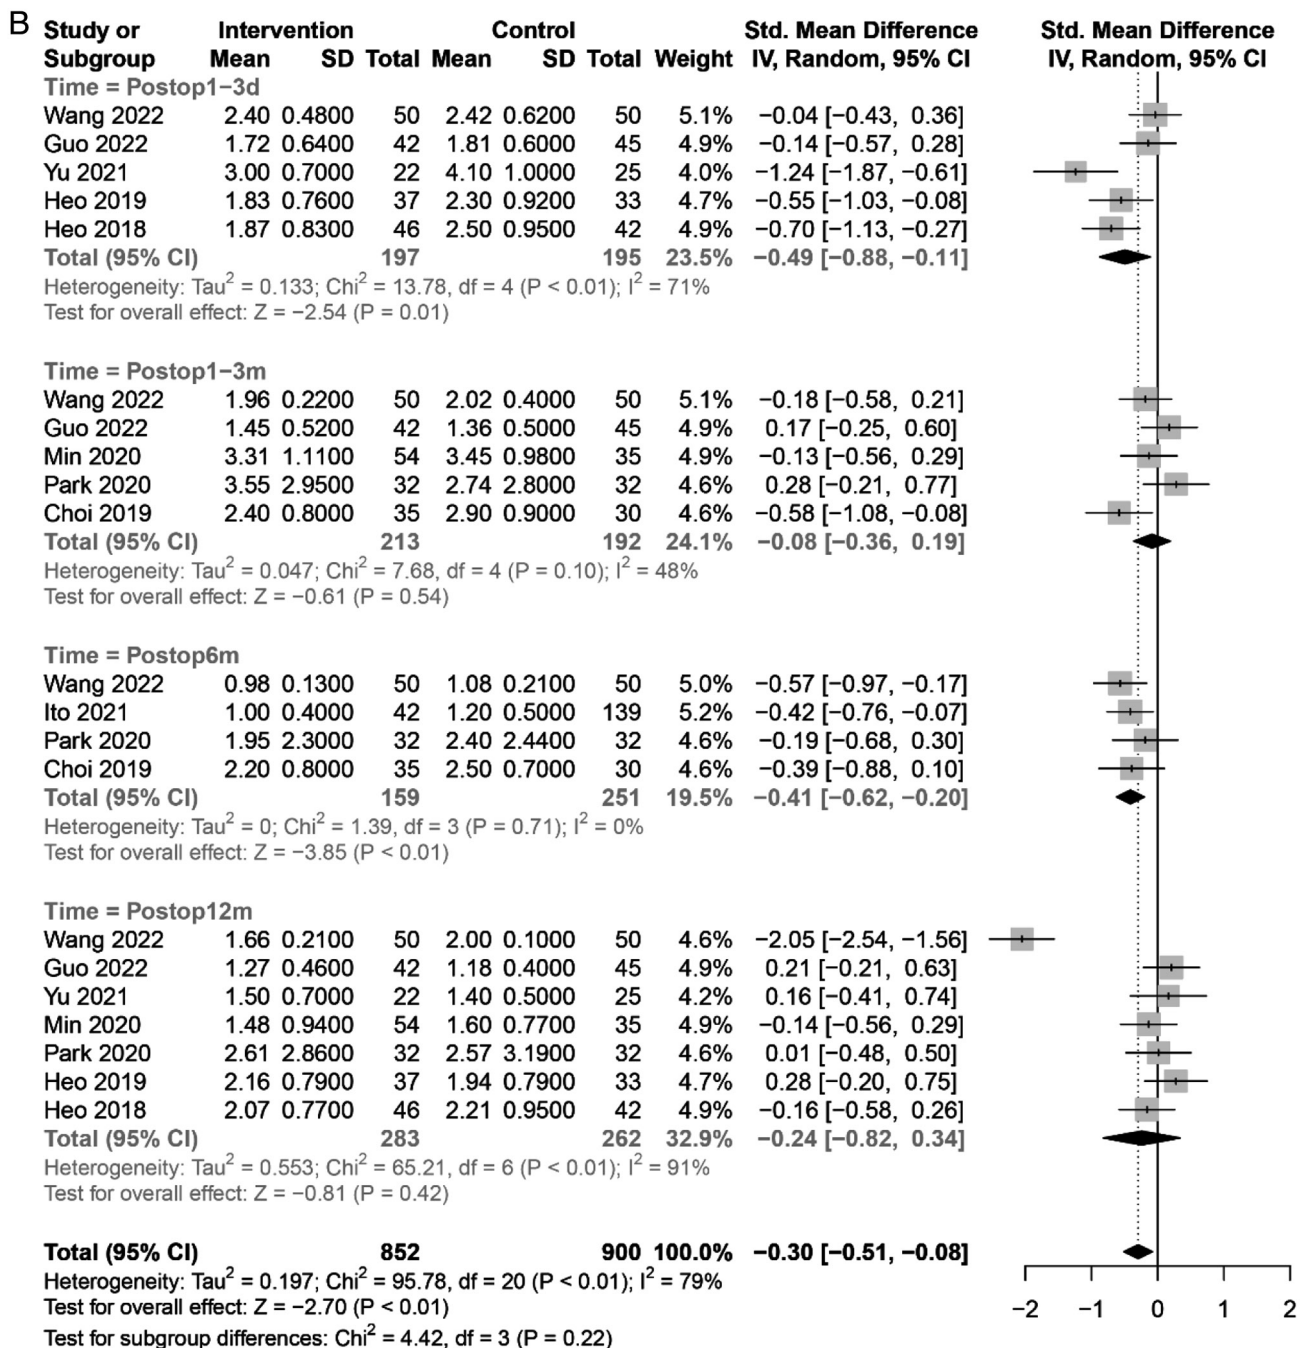 B
Study or Intervention Control Std. Mean Difference Std. Mean Difference
Subgroup Mean SD Total Mean SD Total Weight IV, Random, 95% CI IV, Random, 95% CI
Time = Postop1−3d
Wang 2022 2.40 0.4800 50 2.42 0.6200 50 5.1% −0.04 [−0.43, 0.36]
Guo 2022 1.72 0.6400 42 1.81 0.6000 45 4.9% −0.14 [−0.57, 0.28]
Yu 2021 3.00 0.7000 22 4.10 1.0000 25 4.0% −1.24 [−1.87, −0.61]
Heo 2019 1.83 0.7600 37 2.30 0.9200 33 4.7% −0.55 [−1.03, −0.08]
Heo 2018 1.87 0.8300 46 2.50 0.9500 42 4.9% −0.70 [−1.13, −0.27]
Total (95% CI) 197 195 23.5% −0.49 [−0.88, −0.11]
Heterogeneity: Tau² = 0.133; Chi² = 13.78, df = 4 (P < 0.01); I² = 71%
Test for overall effect: Z = −2.54 (P = 0.01)
Time = Postop1−3m
Wang 2022 1.96 0.2200 50 2.02 0.4000 50 5.1% −0.18 [−0.58, 0.21]
Guo 2022 1.45 0.5200 42 1.36 0.5000 45 4.9% 0.17 [−0.25, 0.60]
Min 2020 3.31 1.1100 54 3.45 0.9800 35 4.9% −0.13 [−0.56, 0.29]
Park 2020 3.55 2.9500 32 2.74 2.8000 32 4.6% 0.28 [−0.21, 0.77]
Choi 2019 2.40 0.8000 35 2.90 0.9000 30 4.6% −0.58 [−1.08, −0.08]
Total (95% CI) 213 192 24.1% −0.08 [−0.36, 0.19]
Heterogeneity: Tau² = 0.047; Chi² = 7.68, df = 4 (P = 0.10); I² = 48%
Test for overall effect: Z = −0.61 (P = 0.54)
Time = Postop6m
Wang 2022 0.98 0.1300 50 1.08 0.2100 50 5.0% −0.57 [−0.97, −0.17]
Ito 2021 1.00 0.4000 42 1.20 0.5000 139 5.2% −0.42 [−0.76, −0.07]
Park 2020 1.95 2.3000 32 2.40 2.4400 32 4.6% −0.19 [−0.68, 0.30]
Choi 2019 2.20 0.8000 35 2.50 0.7000 30 4.6% −0.39 [−0.88, 0.10]
Total (95% CI) 159 251 19.5% −0.41 [−0.62, −0.20]
Heterogeneity: Tau² = 0; Chi² = 1.39, df = 3 (P = 0.71); I² = 0%
Test for overall effect: Z = −3.85 (P < 0.01)
Time = Postop12m
Wang 2022 1.66 0.2100 50 2.00 0.1000 50 4.6% −2.05 [−2.54, −1.56]
Guo 2022 1.27 0.4600 42 1.18 0.4000 45 4.9% 0.21 [−0.21, 0.63]
Yu 2021 1.50 0.7000 22 1.40 0.5000 25 4.2% 0.16 [−0.41, 0.74]
Min 2020 1.48 0.9400 54 1.60 0.7700 35 4.9% −0.14 [−0.56, 0.29]
Park 2020 2.61 2.8600 32 2.57 3.1900 32 4.6% 0.01 [−0.48, 0.50]
Heo 2019 2.16 0.7900 37 1.94 0.7900 33 4.7% 0.28 [−0.20, 0.75]
Heo 2018 2.07 0.7700 46 2.21 0.9500 42 4.9% −0.16 [−0.58, 0.26]
Total (95% CI) 283 262 32.9% −0.24 [−0.82, 0.34]
Heterogeneity: Tau² = 0.553; Chi² = 65.21, df = 6 (P < 0.01); I² = 91%
Test for overall effect: Z = −0.81 (P = 0.42)
Total (95% CI) 852 900 100.0% −0.30 [−0.51, −0.08]
Heterogeneity: Tau² = 0.197; Chi² = 95.78, df = 20 (P < 0.01); I² = 79%
Test for overall effect: Z = −2.70 (P < 0.01)
Test for subgroup differences: Chi² = 4.42, df = 3 (P = 0.22)
−2 −1 0 1 2